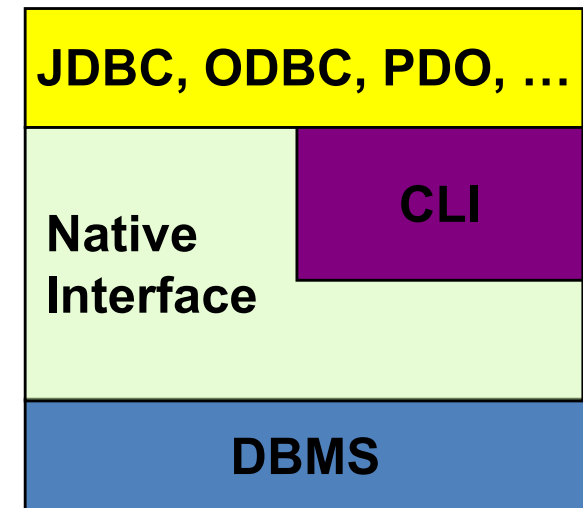 JDBC, ODBC, PDO, …
CLI
Native
Interface
DBMS